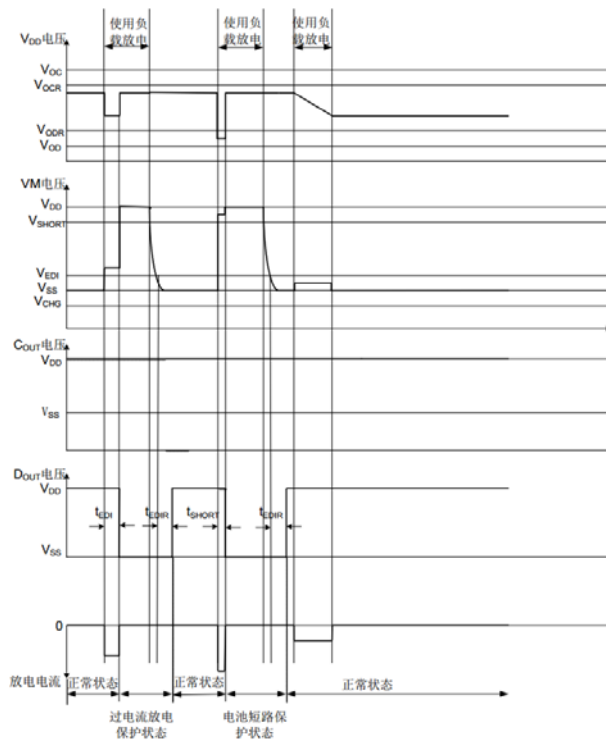 使用负
载放电
使用负
载放电
使用负
载放电
VDD电压
VOC
VOCR
VODR
VOD
VM电压
VDD
VSHORT
VEDI
VSS
VCHG
COUT电压
VDD
VSS
DOUT电压
VDD
tEDI
tEDIR
tSHORT
tEDIR
VSS
0
放电电流
正常状态
正常状态
正常状态
过电流放电
保护状态
电池短路保
护状态